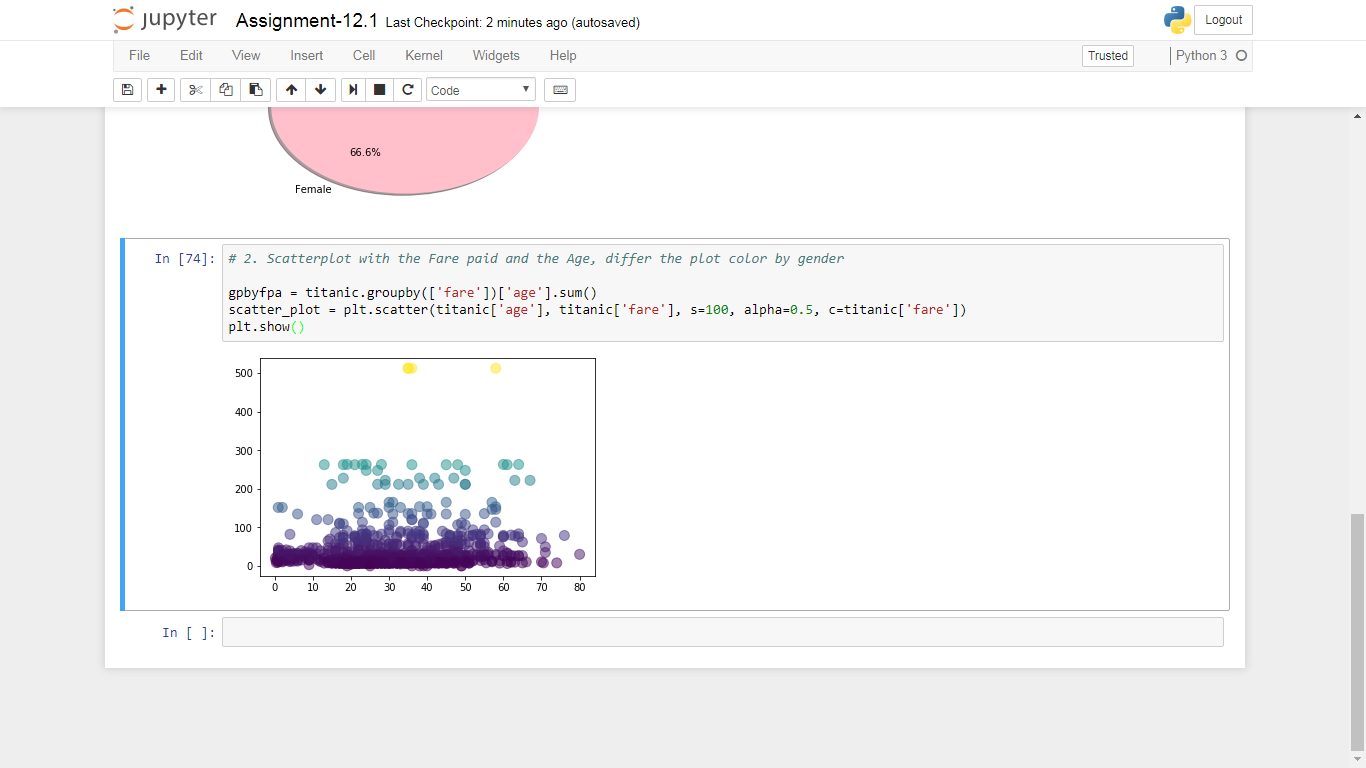 jupyter Assignment-12.1 Last Checkpoint: 2 minutes ago (autosaved) Logout
File Edit View Insert Cell Kernel Widgets Help Trusted Python 3
Code
66.6%
Female
In [74]: # 2. Scatterplot with the Fare paid and the Age, differ the plot color by gender
gpbyfpa = titanic.groupby(['fare'])['age'].sum()
scatter_plot = plt.scatter(titanic['age'], titanic['fare'], s=100, alpha=0.5, c=titanic['fare'])
plt.show()
500
400
300
200
100
0
0 10 20 30 40 50 60 70 80
In [ ]: